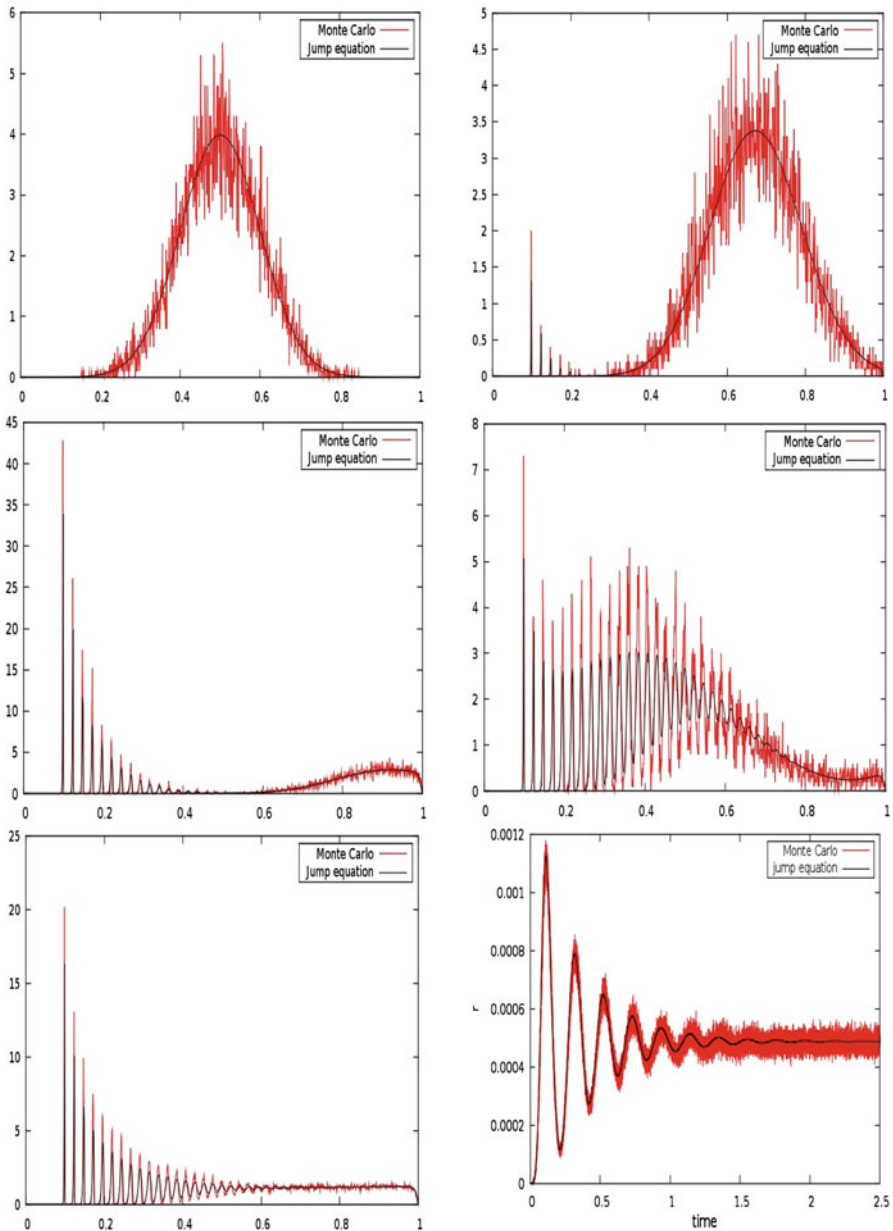 6
5
4
3
2
1
0
0 0.2 0.4 0.6 0.8 1
Monte Carlo
Jump equation
5
4.5
4
3.5
3
2.5
2
1.5
1
0.5
0
0 0.2 0.4 0.6 0.8 1
Monte Carlo
Jump equation
45
40
35
30
25
20
15
10
5
0
0 0.2 0.4 0.6 0.8 1
Monte Carlo
Jump equation
8
7
6
5
4
3
2
1
0
0 0.2 0.4 0.6 0.8 1
Monte Carlo
Jump equation
25
20
15
10
5
0
0 0.2 0.4 0.6 0.8 1
Monte Carlo
Jump equation
0.0012
0.001
0.0008
0.0006
0.0004
0.0002
0
r
0 0.5 1 1.5 2 2.5
time
Monte Carlo
jump equation